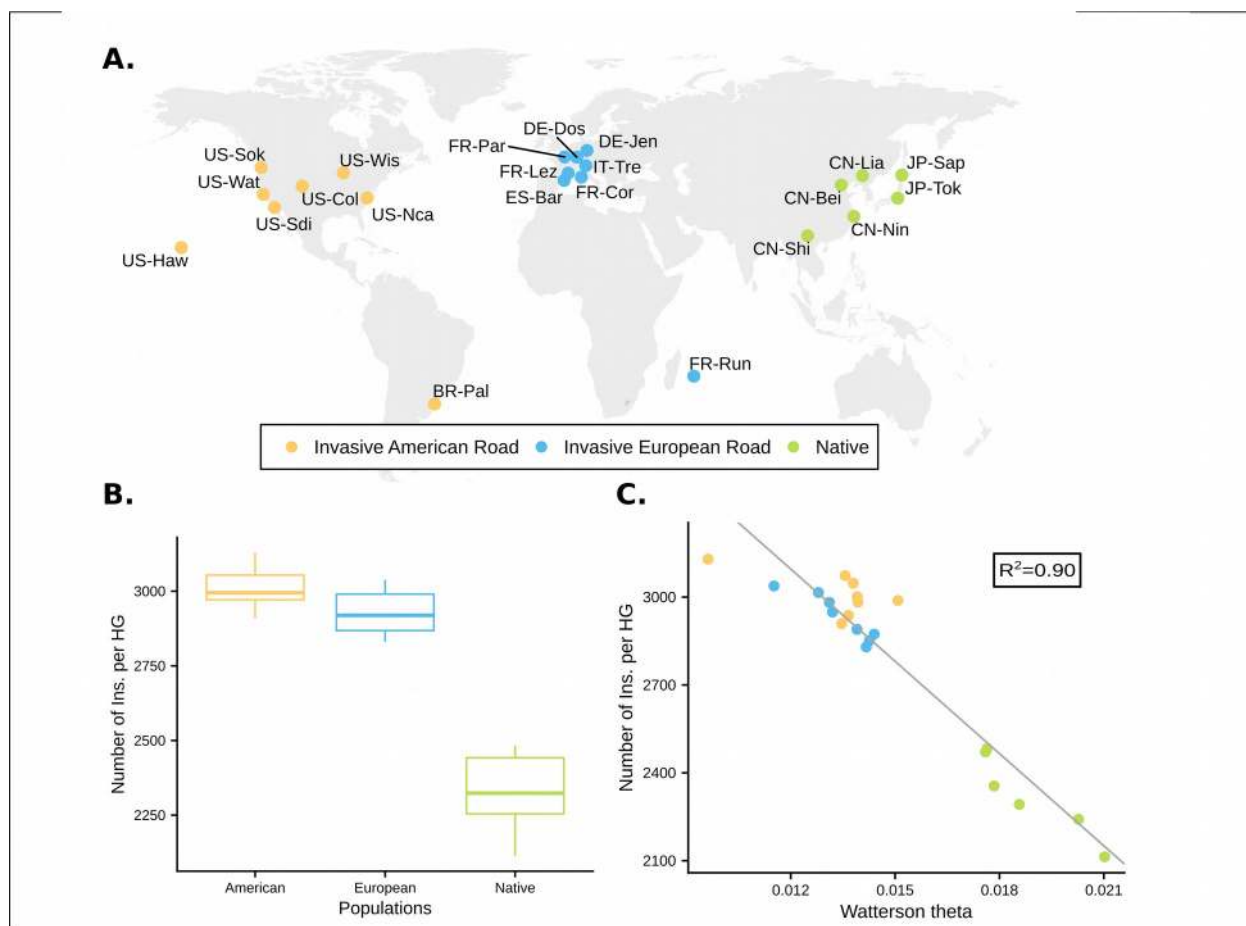 A.
DE-Dos
DE-Jen
FR-Par
IT-Tre
US-Sok
US-Wis
CN-Lia
JP-Sap
US-Wat
FR-Lez
US-Col
ES-Bar
FR-Cor
CN-Bei
JP-Tok
US-Nca
US-Sdi
CN-Nin
CN-Shi
US-Haw
FR-Run
BR-Pal
Invasive American Road
Invasive European Road
Native
B.
Number of Ins. per HG
3000
2750
2500
2250
American
European
Native
Populations
C.
R²=0.90
Number of Ins. per HG
3000
2700
2400
2100
0.012
0.015
0.018
0.021
Watterson theta